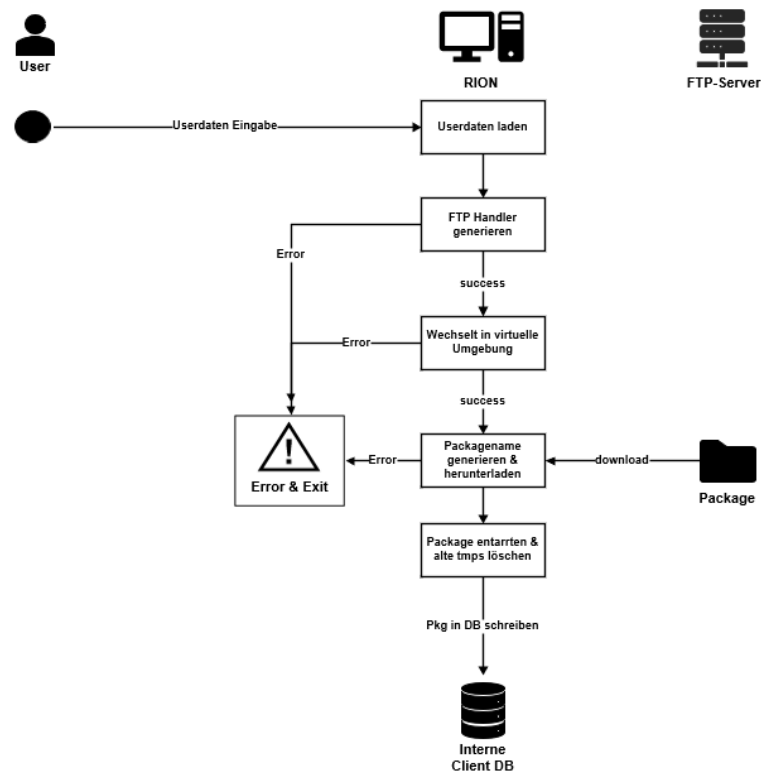 User
RION
FTP-Server
Userdaten Eingabe
Userdaten laden
FTP Handler
generieren
Error
success
Wechselt in virtuelle
Umgebung
Error
success
Packagename
generieren &
herunterladen
Error
download
Error & Exit
Package
Package entarrten &
alte tmps löschen
Pkg in DB schreiben
Interne
Client DB